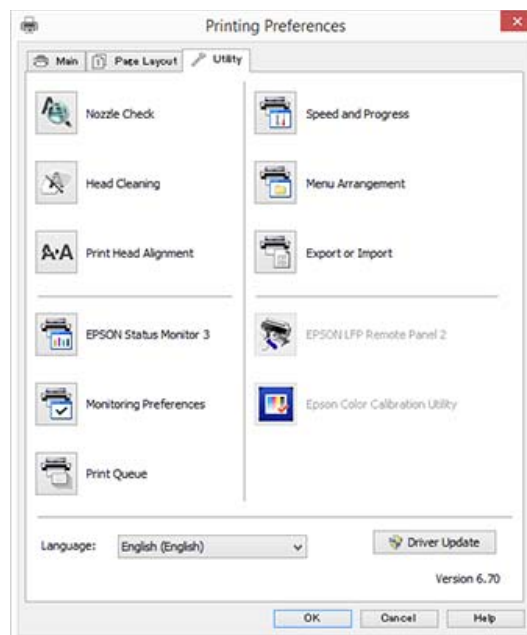 Printing Preferences
Main
Page Layout
Utility
Nozzle Check
Speed and Progress
Head Cleaning
Menu Arrangement
A·A
Print Head Alignment
Export or Import
EPSON Status Monitor 3
EPSON LFP Remote Panel 2
Monitoring Preferences
Epson Color Calibration Utility
Print Queue
Language:
English (English)
Driver Update
Version 6.70
OK
Cancel
Help